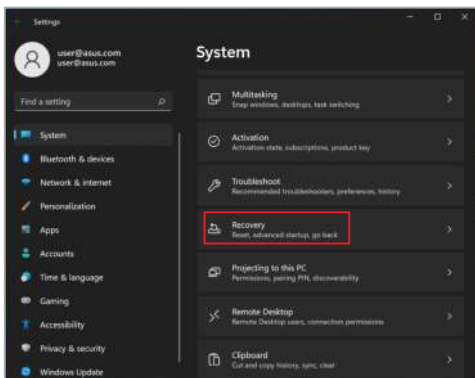 Settings
user@asus.com
user@asus.com
Find a setting
System
Bluetooth & devices
Network & internet
Personalization
Apps
Accounts
Time & language
Gaming
Accessibility
Privacy & security
Windows Update
System
Multitasking
Snap windows, desktops, task switching
Activation
Activation state, subscriptions, product key
Troubleshoot
Recommended troubleshooters, preferences, history
Recovery
Reset, advanced startup, go back
Projecting to this PC
Permissions, pairing PIN, discoverability
Remote Desktop
Remote Desktop users, connection permissions
Clipboard
Cut and copy history, sync, clear